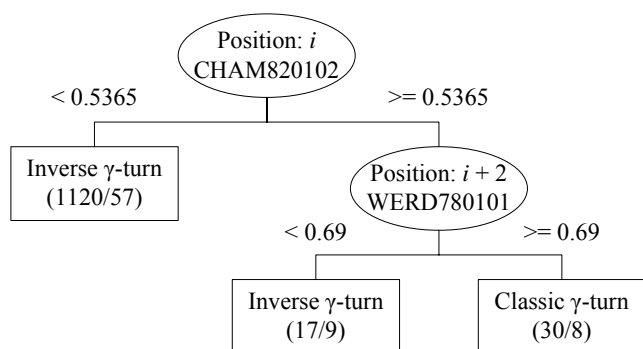 Position: i
CHAM820102
< 0.5365
>= 0.5365
Inverse γ-turn
(1120/57)
Position: i + 2
WERD780101
< 0.69
>= 0.69
Inverse γ-turn
(17/9)
Classic γ-turn
(30/8)